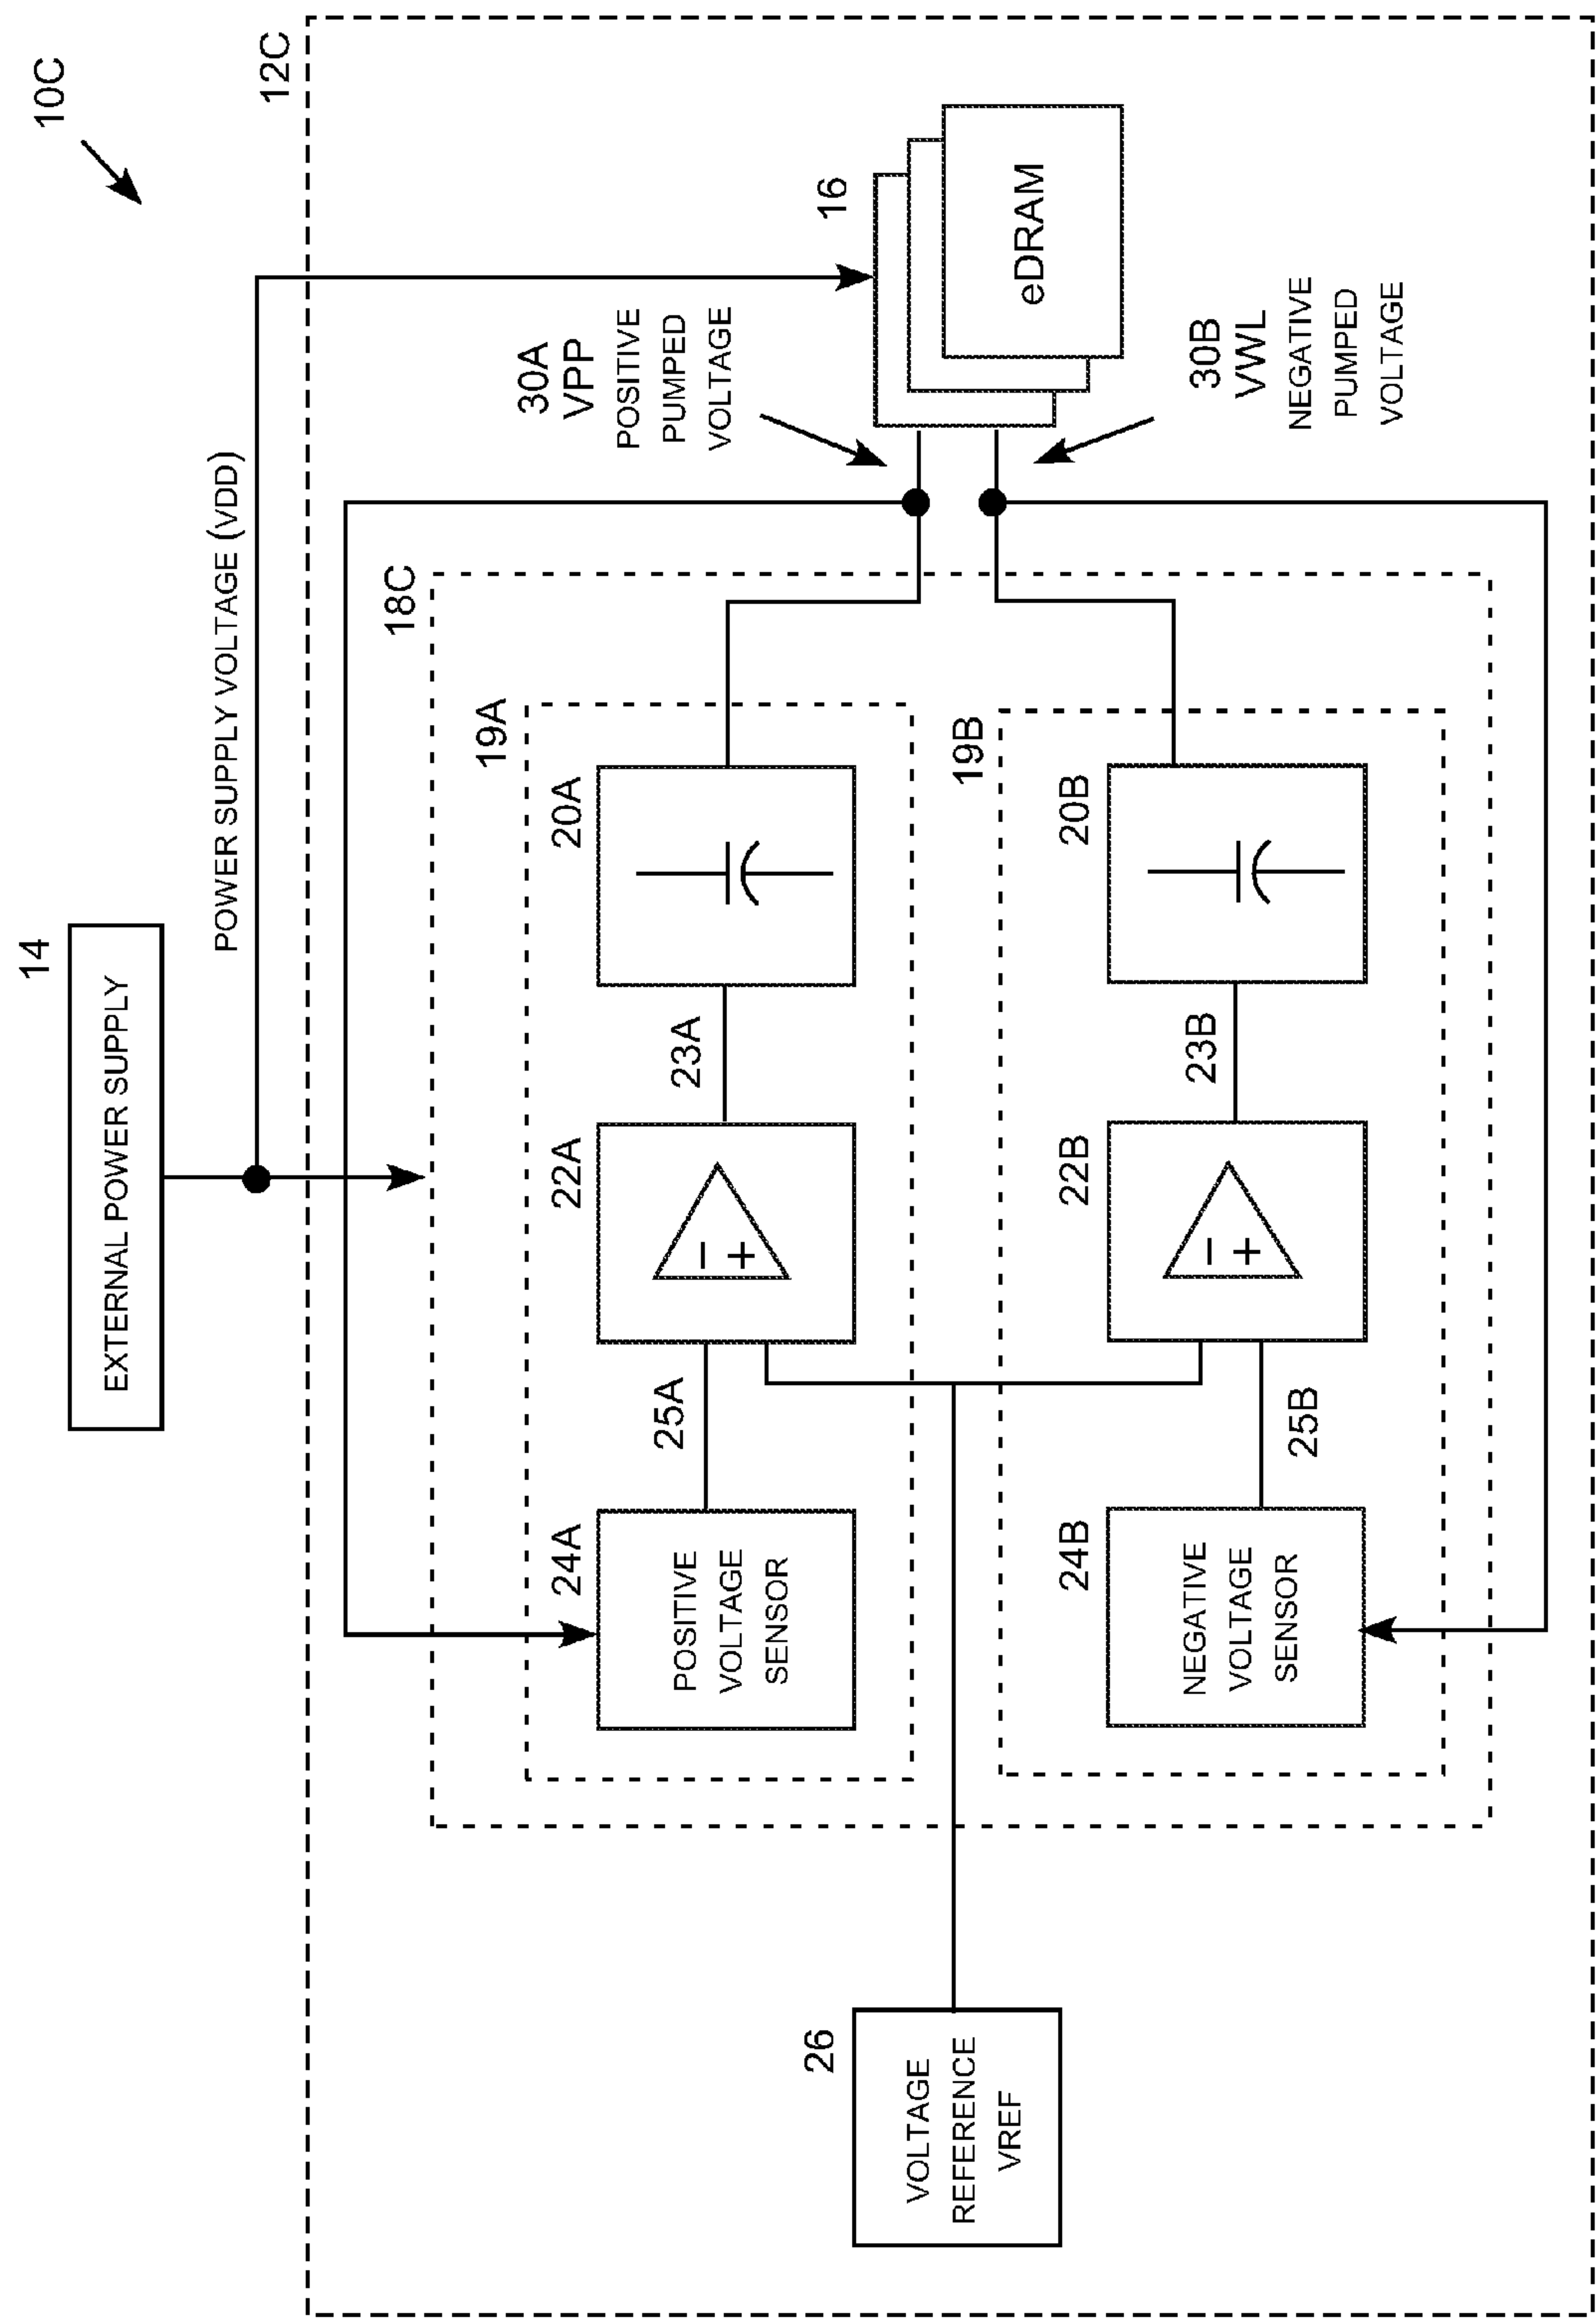 10C
14
EXTERNAL POWER SUPPLY
POWER SUPPLY VOLTAGE (VDD)
12C
18C
19A
24A
POSITIVE
VOLTAGE
SENSOR
25A
22A
−
+
23A
20A
30A
VPP
POSITIVE
PUMPED
VOLTAGE
16
eDRAM
26
VOLTAGE
REFERENCE
VREF
19B
24B
NEGATIVE
VOLTAGE
SENSOR
25B
22B
−
+
23B
20B
30B
VWL
NEGATIVE
PUMPED
VOLTAGE